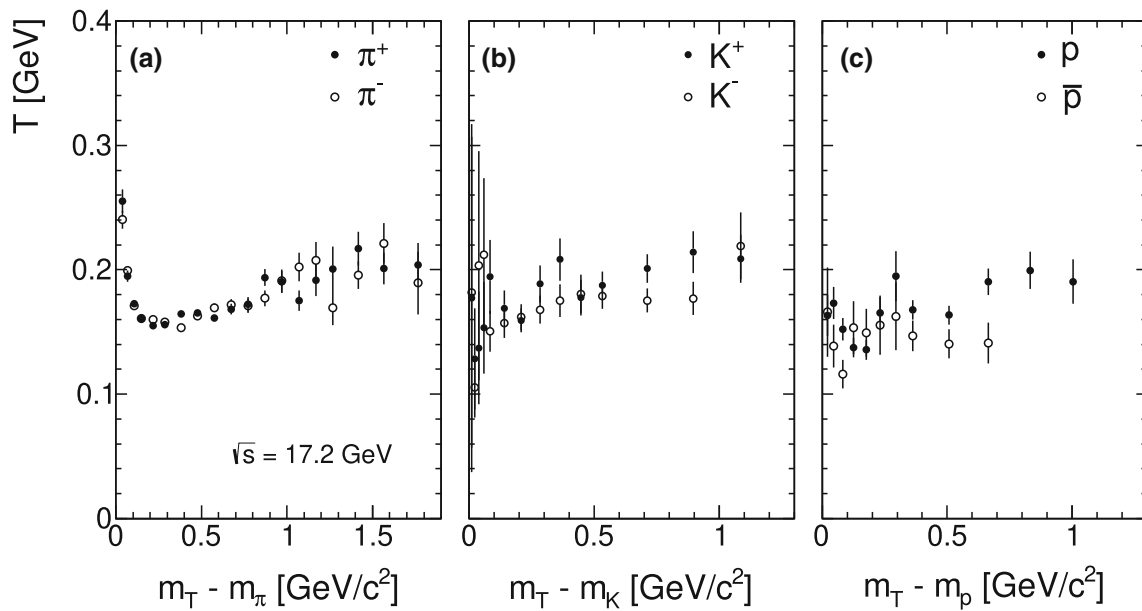 T [GeV]
0.4
0.3
0.2
0.1
0
(a)
π+
π-
√s = 17.2 GeV
(b)
K+
K-
(c)
p
p̅
0 0.5 1 1.5
0 0.5 1
0 0.5 1
mT - mπ [GeV/c2]
mT - mK [GeV/c2]
mT - mp [GeV/c2]